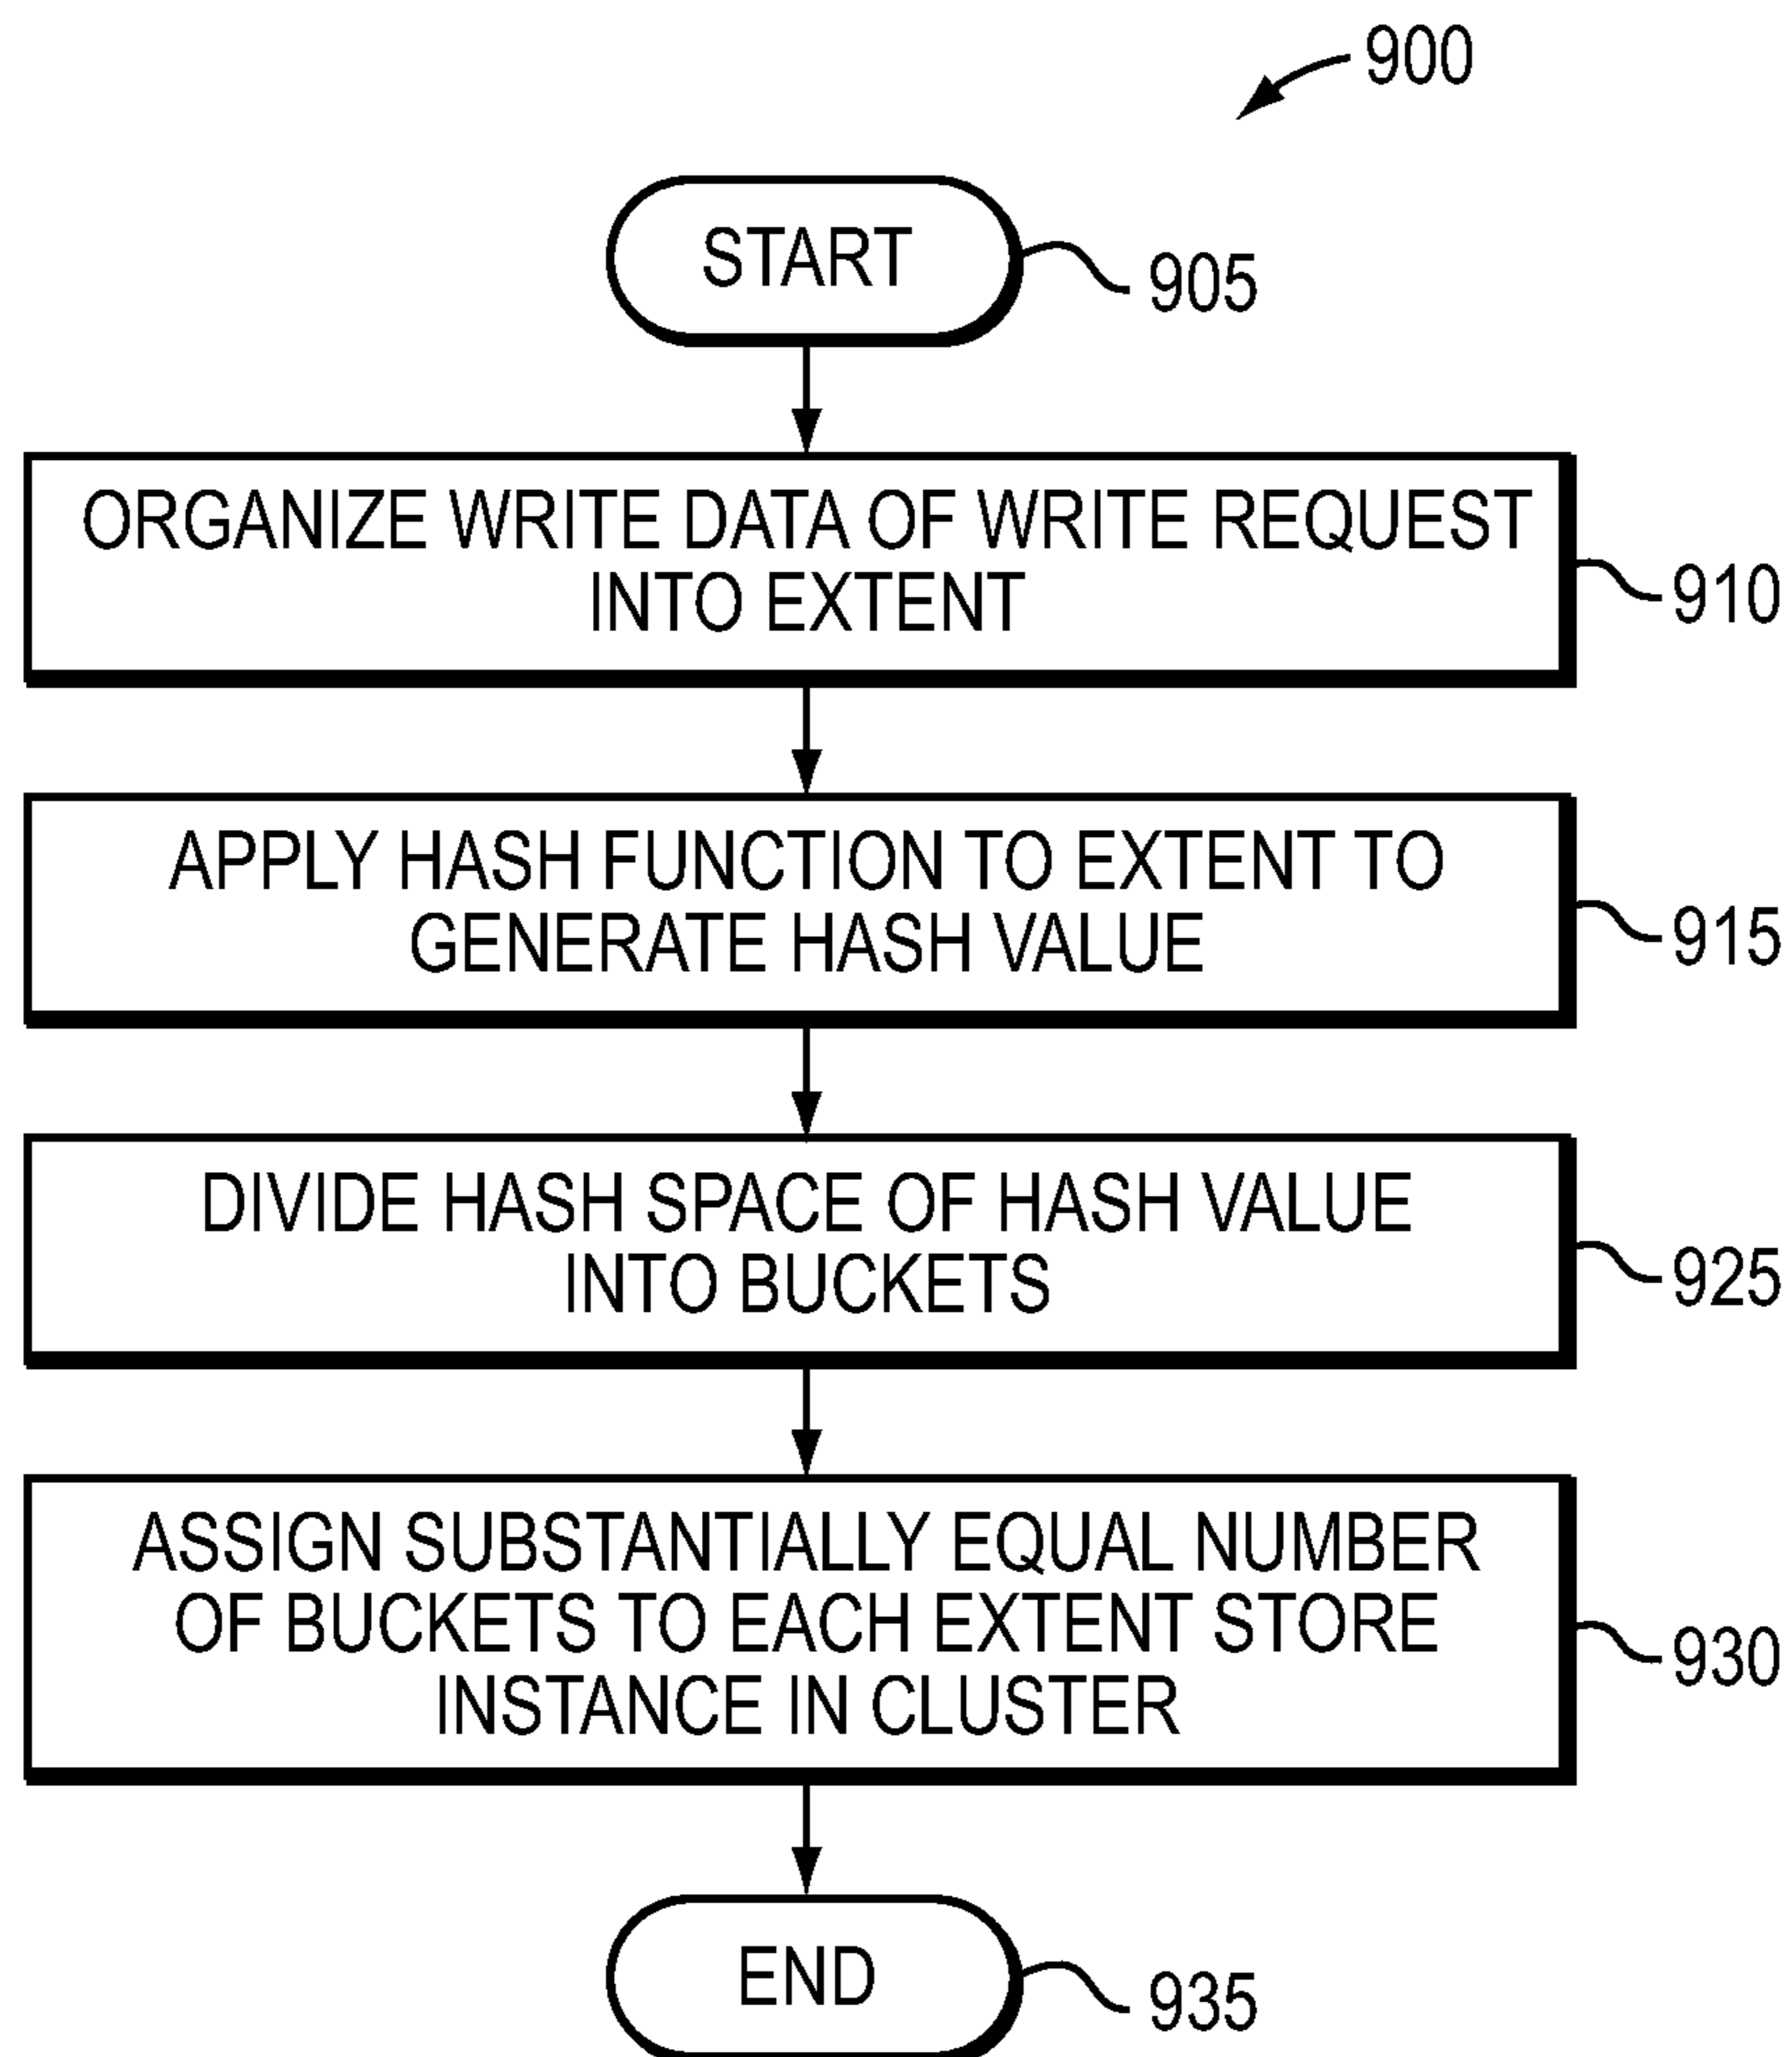 900
START
905
ORGANIZE WRITE DATA OF WRITE REQUEST
INTO EXTENT
910
APPLY HASH FUNCTION TO EXTENT TO
GENERATE HASH VALUE
915
DIVIDE HASH SPACE OF HASH VALUE
INTO BUCKETS
925
ASSIGN SUBSTANTIALLY EQUAL NUMBER
OF BUCKETS TO EACH EXTENT STORE
INSTANCE IN CLUSTER
930
END
935